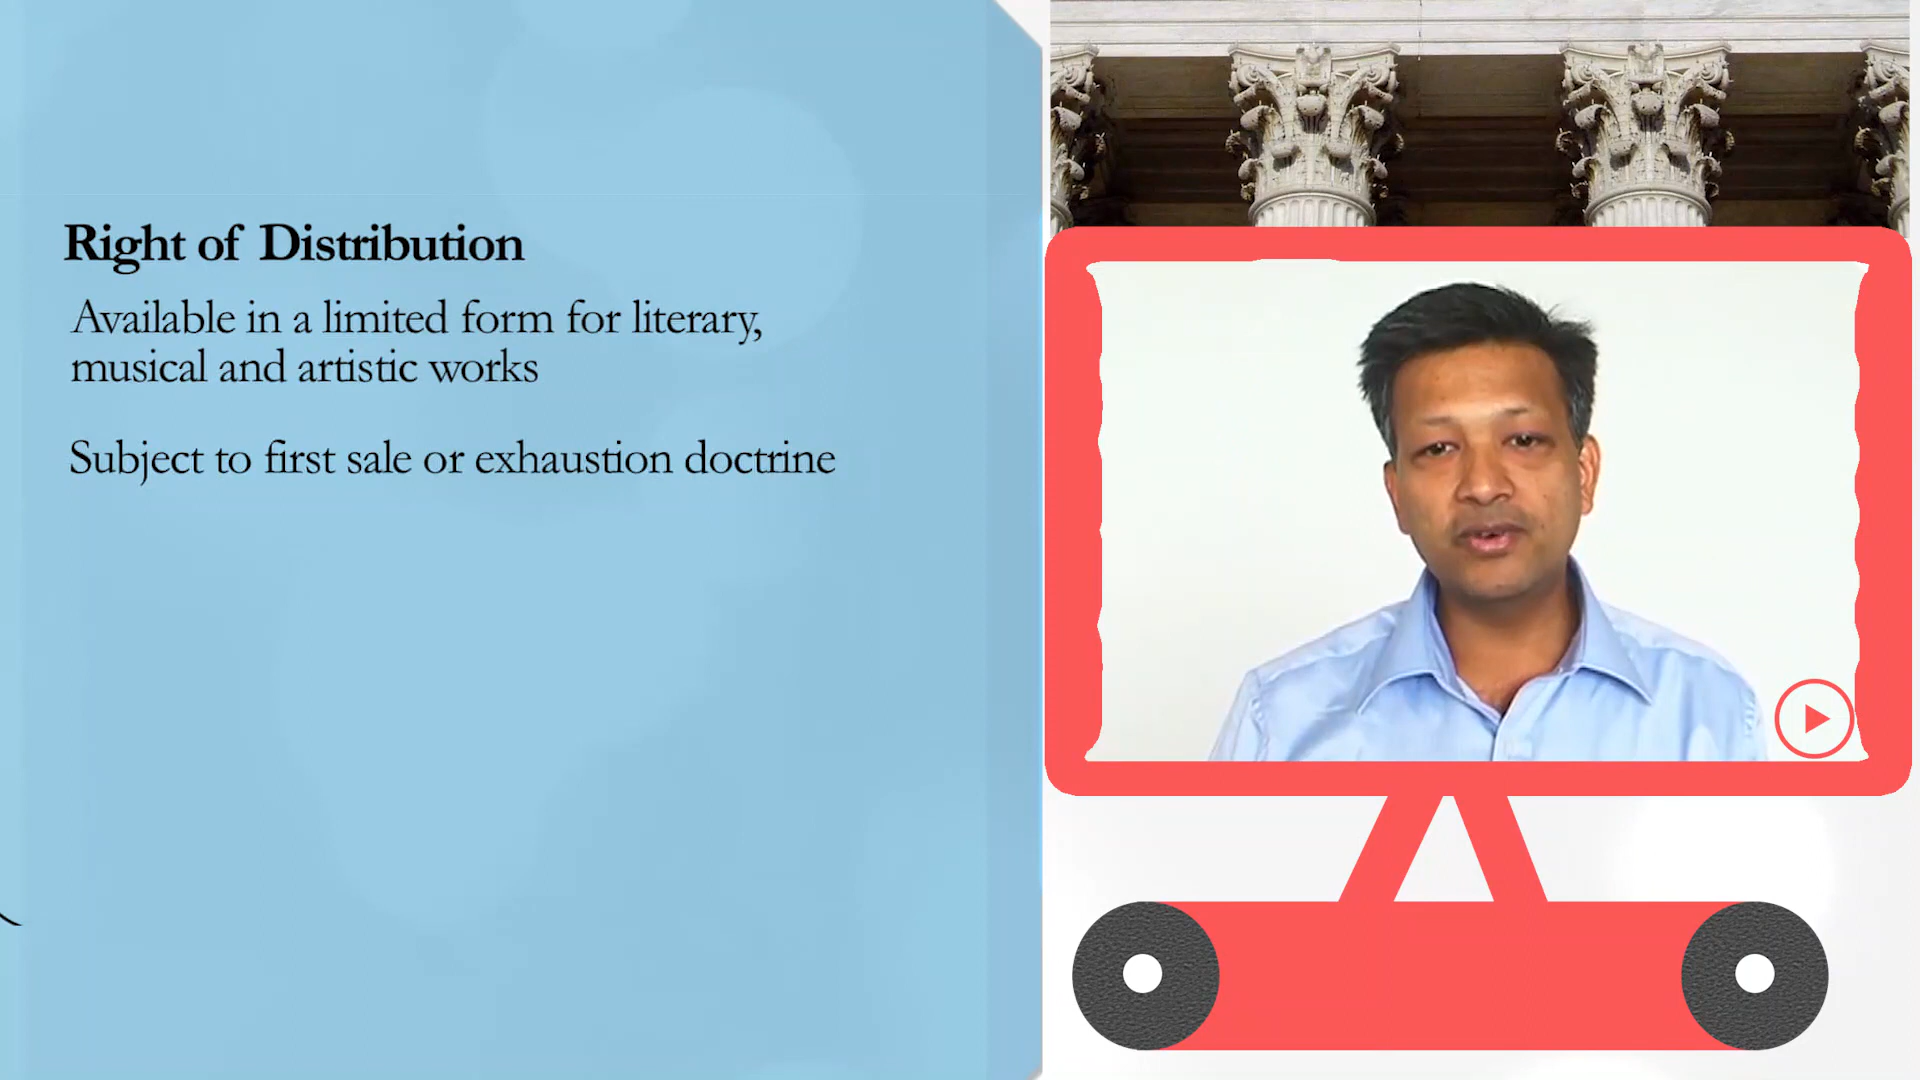 Right of Distribution
Available in a limited form for literary,
musical and artistic works
Subject to first sale or exhaustion doctrine